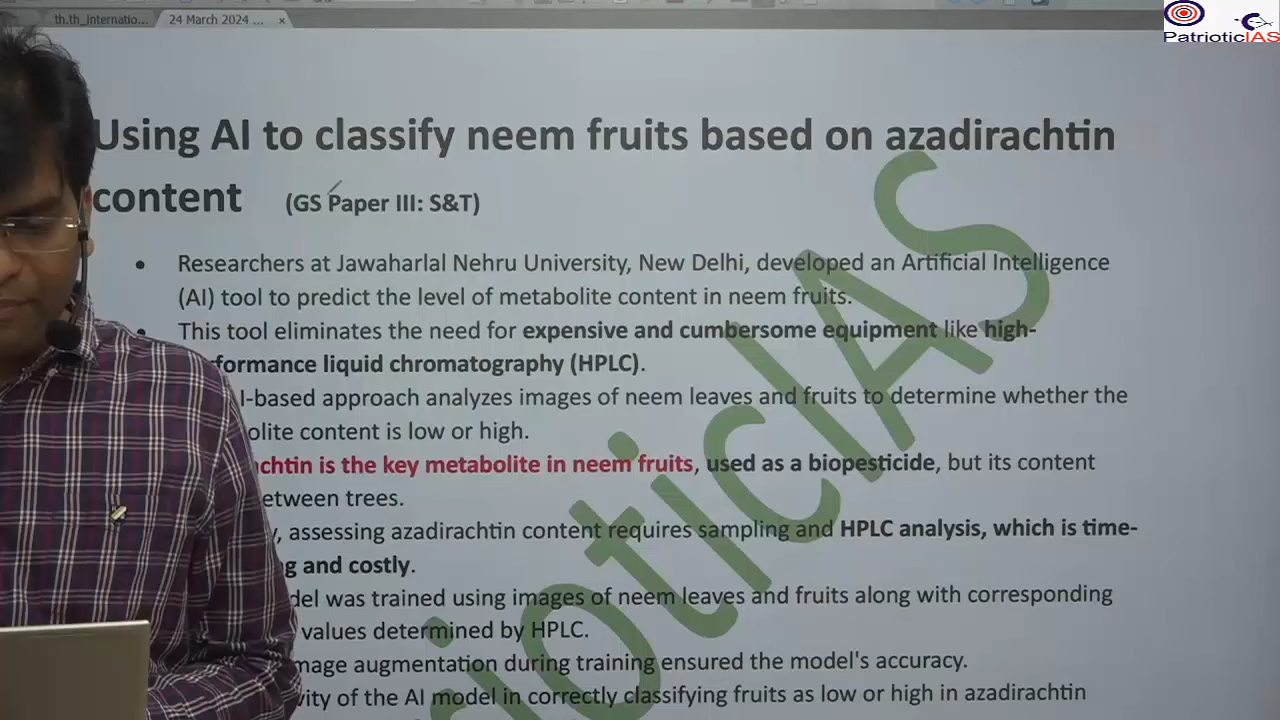 th.th_internatio...
24 March 2024 ...
×
PatrioticIAS
Using AI to classify neem fruits based on azadirachtin
content (GS Paper III: S&T)
• Researchers at Jawaharlal Nehru University, New Delhi, developed an Artificial Intelligence
(AI) tool to predict the level of metabolite content in neem fruits.
This tool eliminates the need for expensive and cumbersome equipment like high-
formance liquid chromatography (HPLC).
I-based approach analyzes images of neem leaves and fruits to determine whether the
olite content is low or high.
achtin is the key metabolite in neem fruits, used as a biopesticide, but its content
etween trees.
, assessing azadirachtin content requires sampling and HPLC analysis, which is time-
g and costly.
del was trained using images of neem leaves and fruits along with corresponding
values determined by HPLC.
mage augmentation during training ensured the model's accuracy.
vity of the AI model in correctly classifying fruits as low or high in azadirachtin
rioticIAS